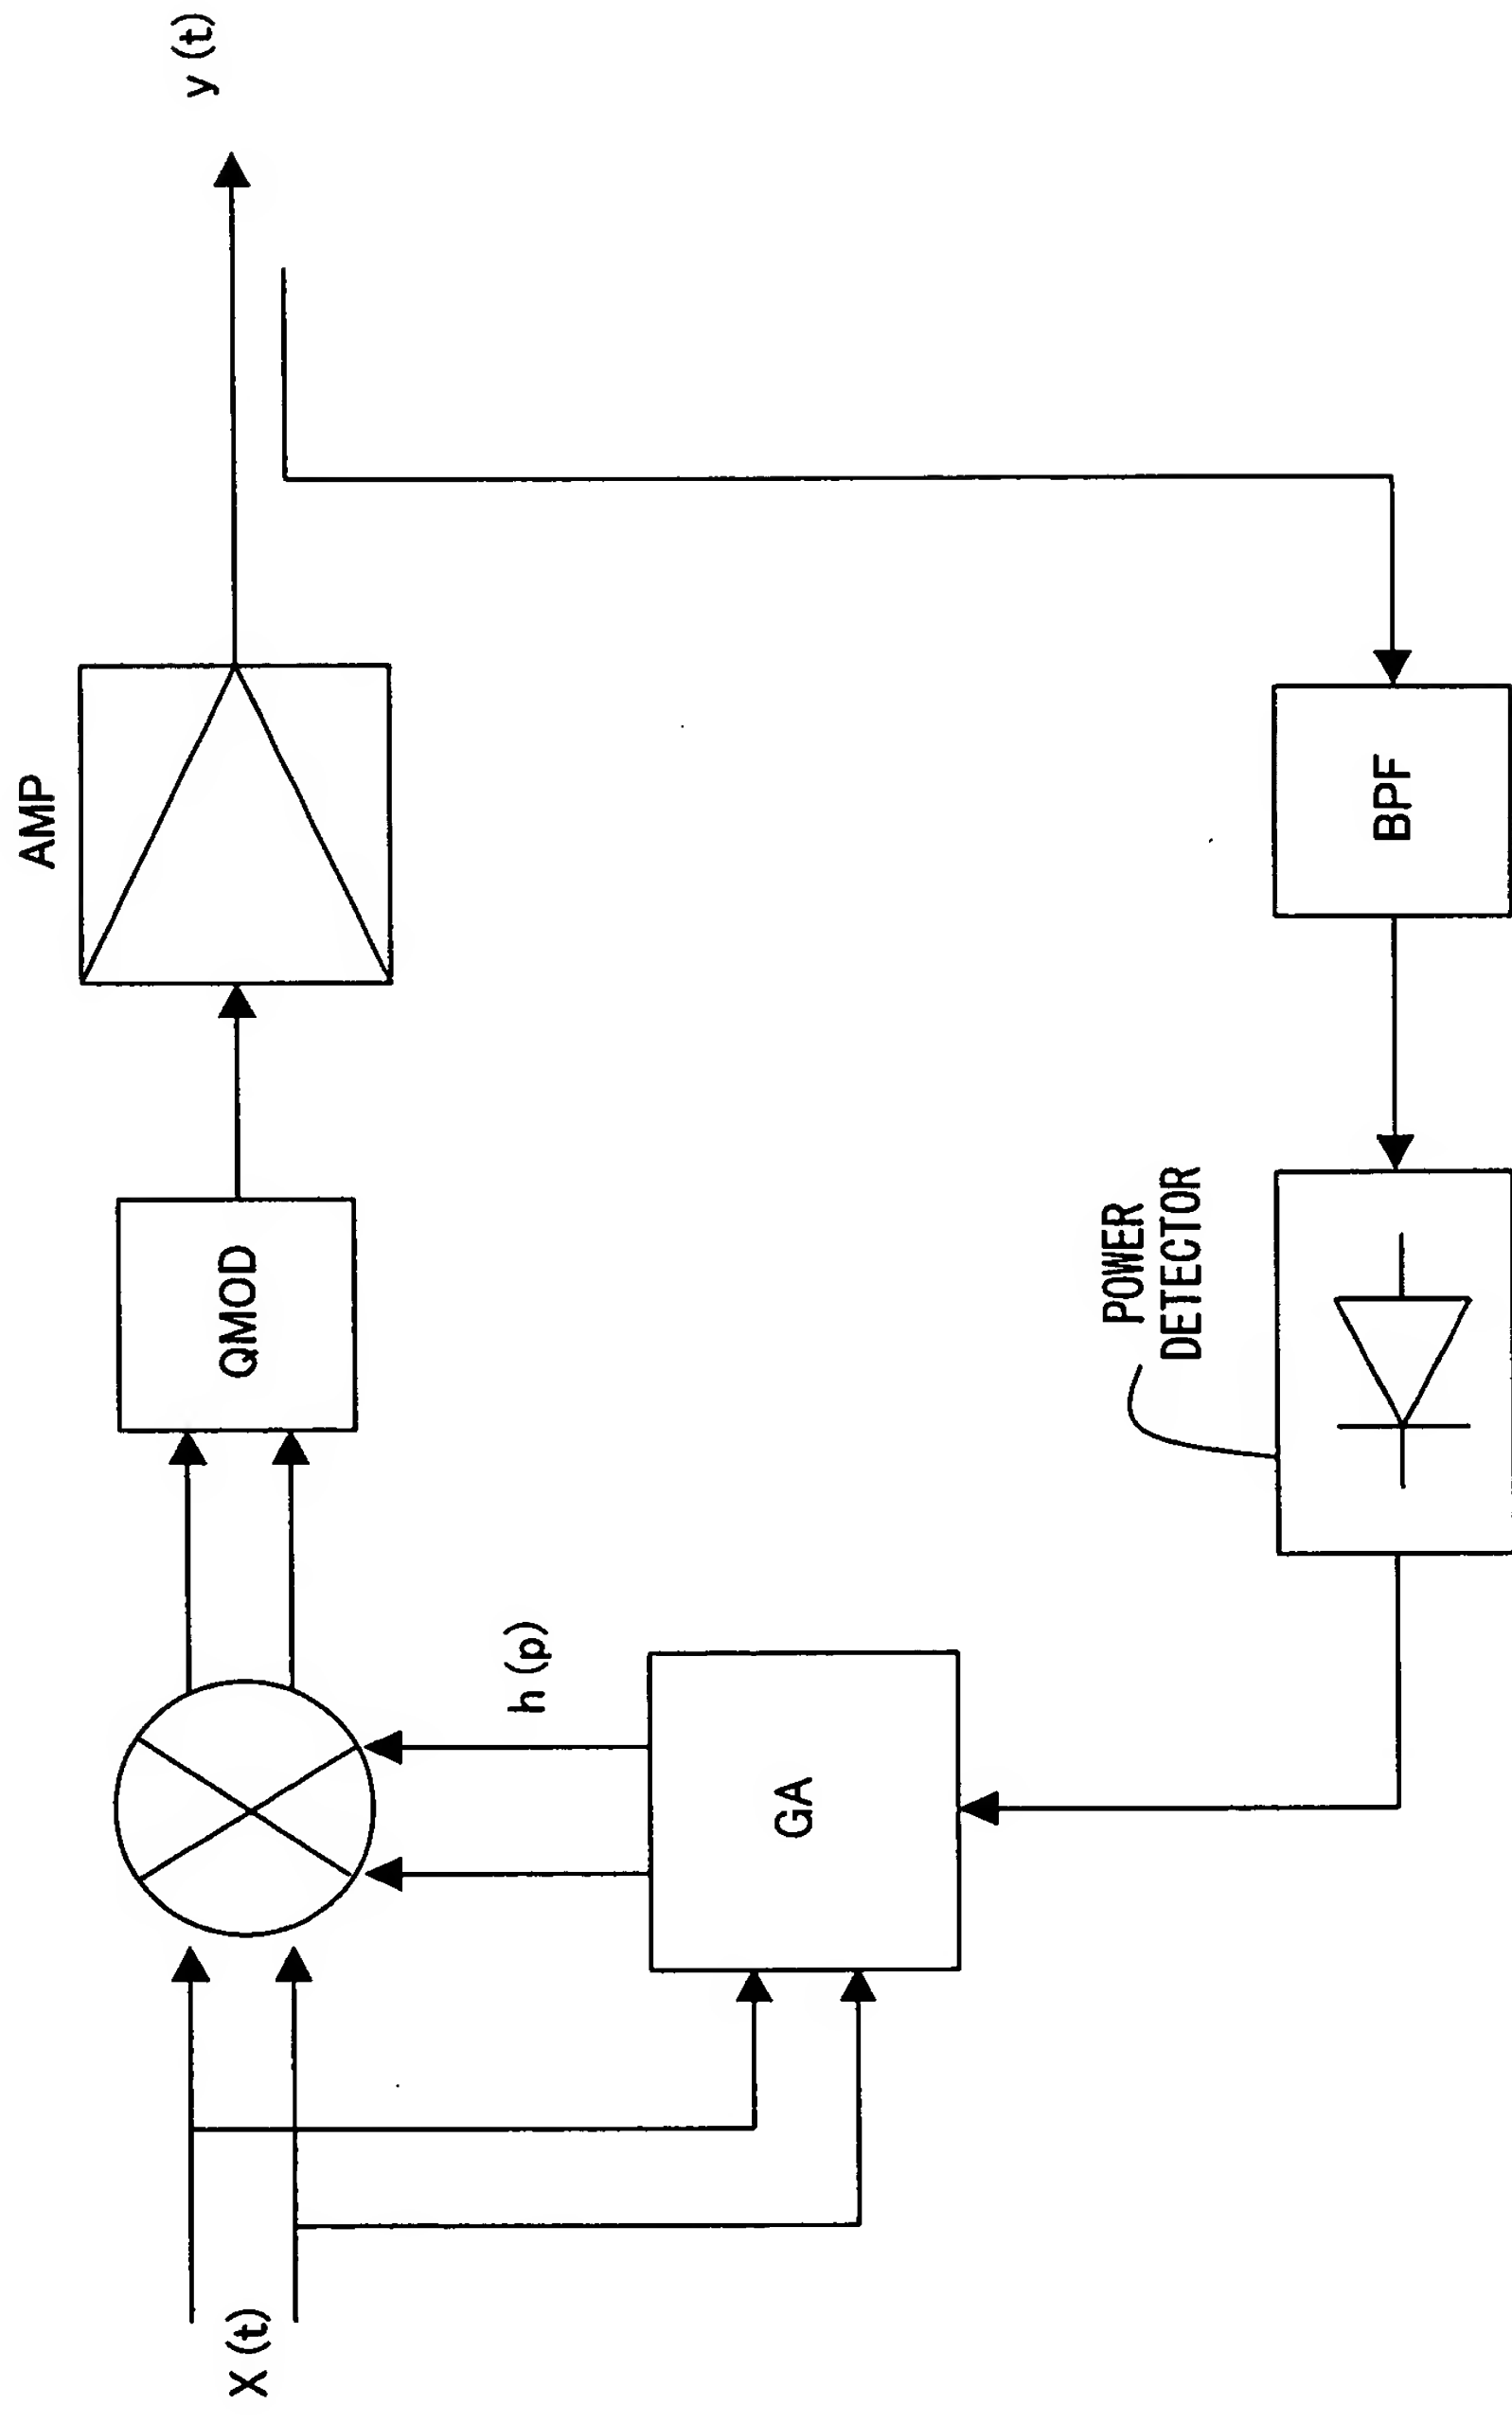 X (t)
QMOD
AMP
y (t)
h (p)
GA
POWER
DETECTOR
BPF